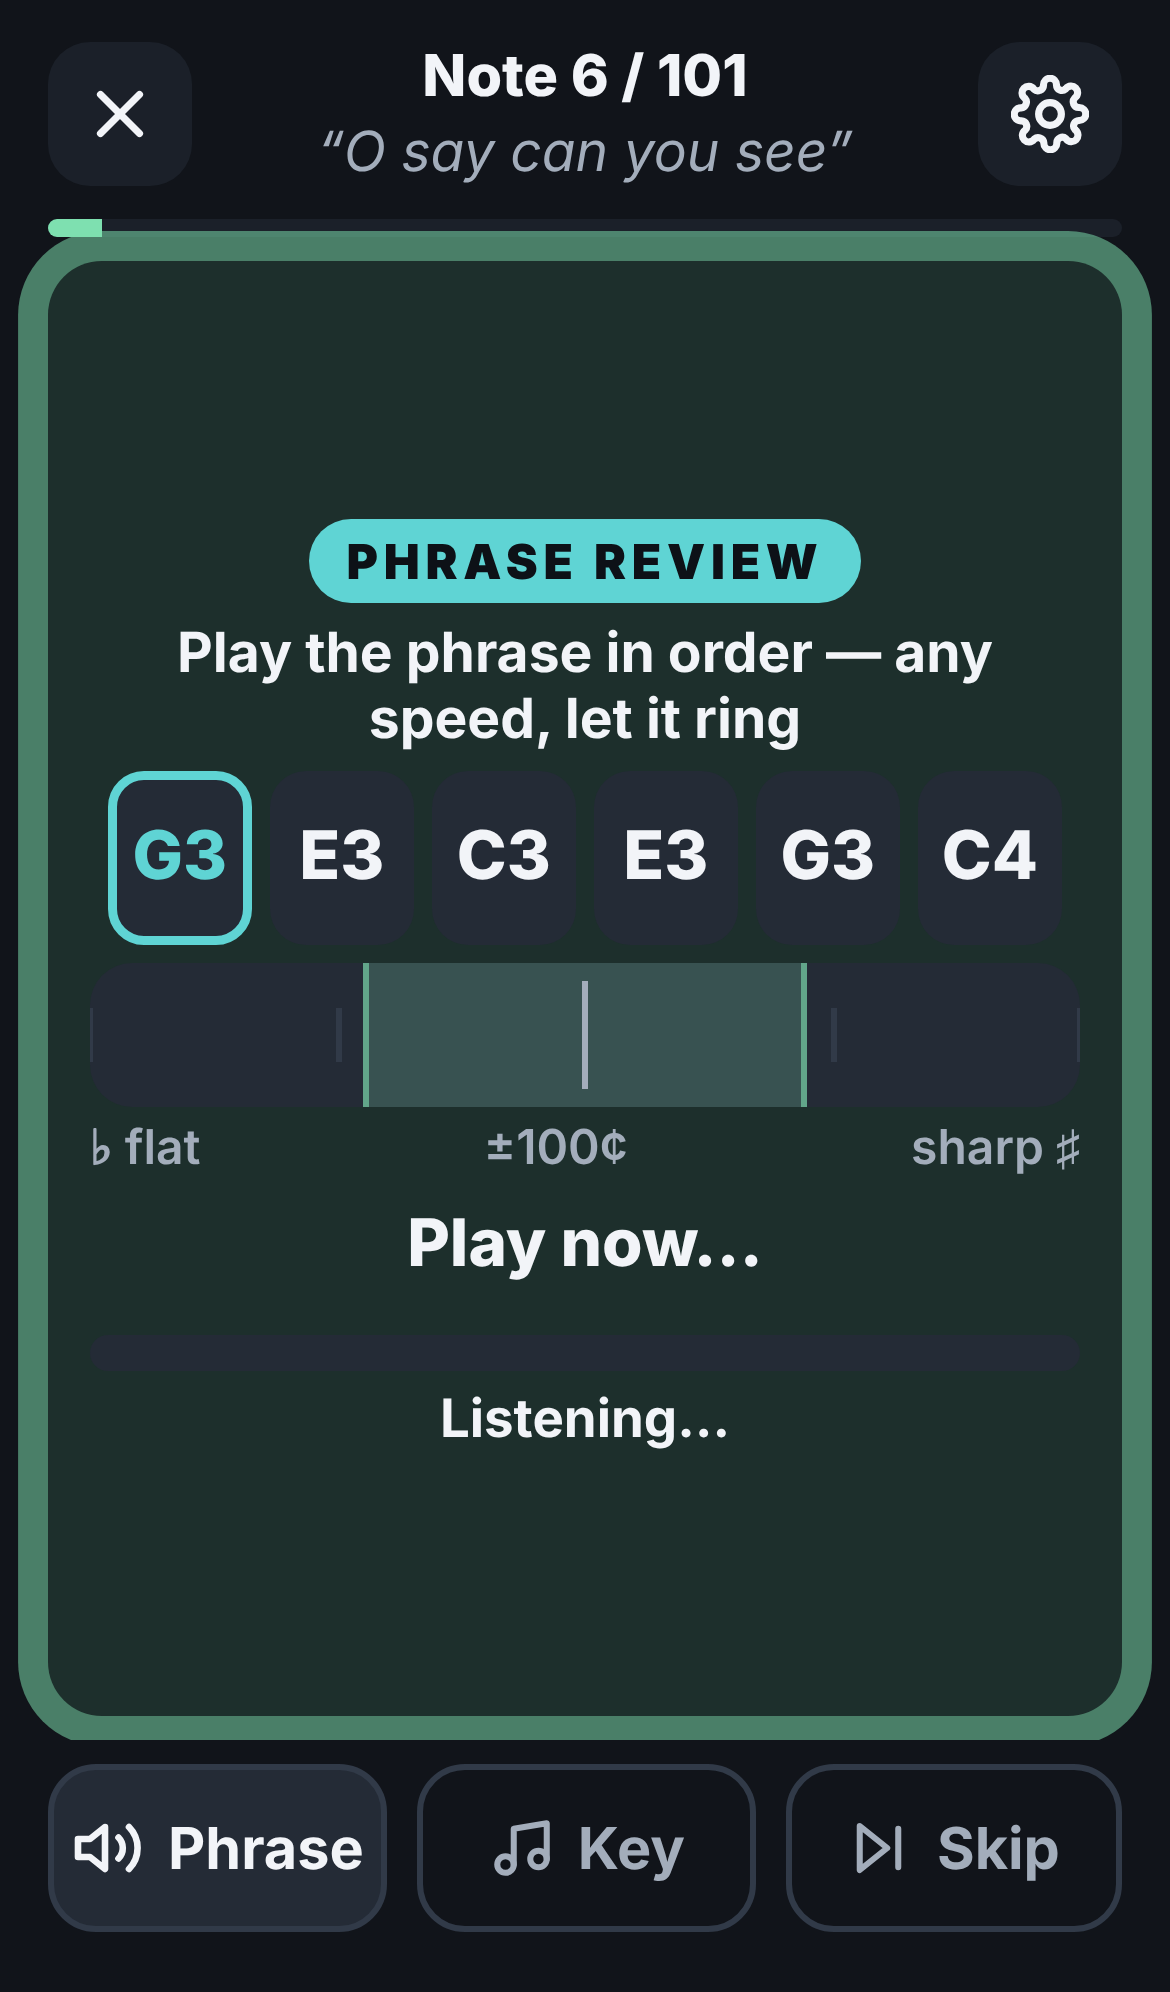 Note 6 / 101
“O say can you see”
PHRASE REVIEW
Play the phrase in order — any
speed, let it ring
G3 E3 C3 E3 G3 C4
♭ flat ±100¢ sharp ♯
Play now...
Listening...
Phrase Key Skip